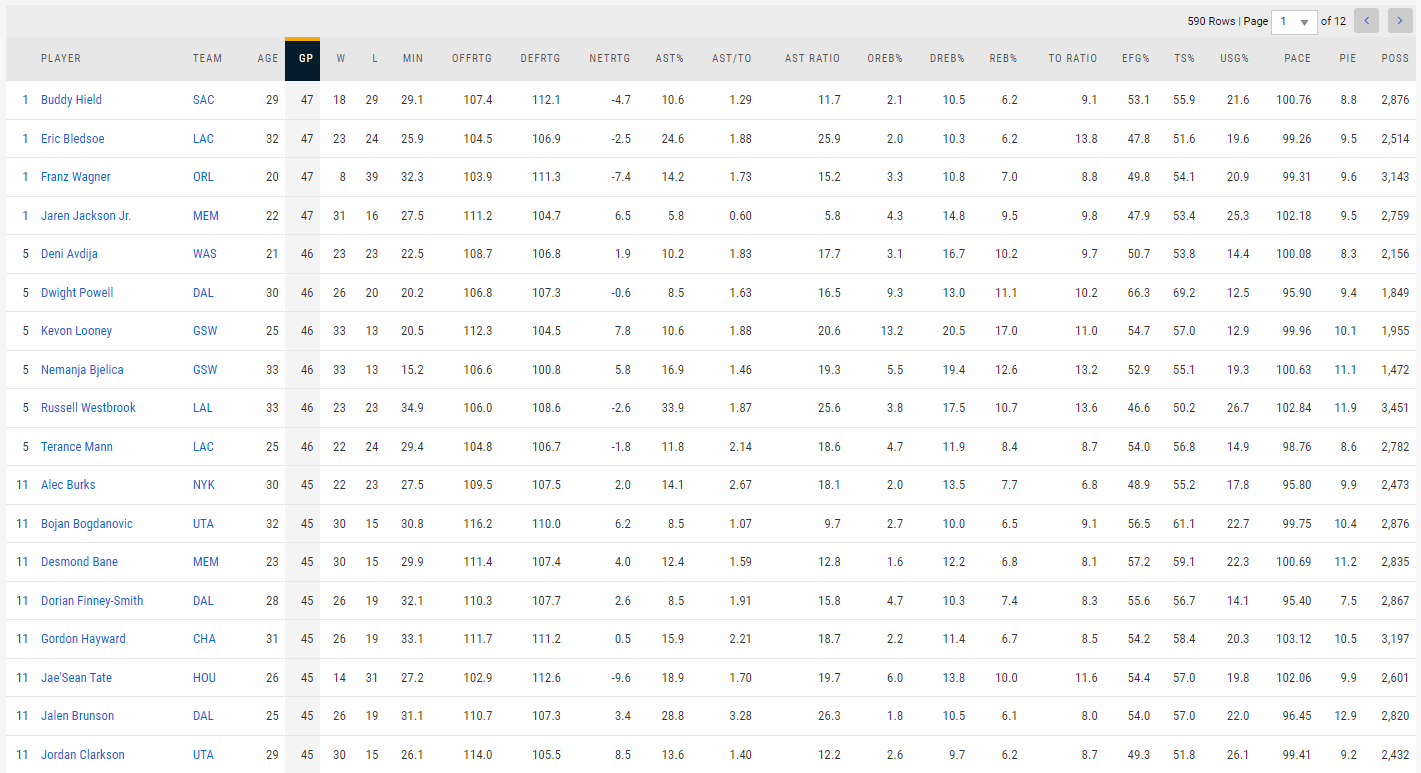 590 Rows | Page 1 of 12
PLAYER TEAM AGE GP W L MIN OFFRTG DEFRTG NETRTG AST% AST/TO AST RATIO OREB% DREB% REB% TO RATIO EFG% TS% USG% PACE PIE POSS
1 Buddy Hield SAC 29 47 18 29 29.1 107.4 112.1 -4.7 10.6 1.29 11.7 2.1 10.5 6.2 9.1 53.1 55.9 21.6 100.76 8.8 2,876
1 Eric Bledsoe LAC 32 47 23 24 25.9 104.5 106.9 -2.5 24.6 1.88 25.9 2.0 10.3 6.2 13.8 47.8 51.6 19.6 99.26 9.5 2,514
1 Franz Wagner ORL 20 47 8 39 32.3 103.9 111.3 -7.4 14.2 1.73 15.2 3.3 10.8 7.0 8.8 49.8 54.1 20.9 99.31 9.6 3,143
1 Jaren Jackson Jr. MEM 22 47 31 16 27.5 111.2 104.7 6.5 5.8 0.60 5.8 4.3 14.8 9.5 9.8 47.9 53.4 25.3 102.18 9.5 2,759
5 Deni Avdija WAS 21 46 23 23 22.5 108.7 106.8 1.9 10.2 1.83 17.7 3.1 16.7 10.2 9.7 50.7 53.8 14.4 100.08 8.3 2,156
5 Dwight Powell DAL 30 46 26 20 20.2 106.8 107.3 -0.6 8.5 1.63 16.5 9.3 13.0 11.1 10.2 66.3 69.2 12.5 95.90 9.4 1,849
5 Kevon Looney GSW 25 46 33 13 20.5 112.3 104.5 7.8 10.6 1.88 20.6 13.2 20.5 17.0 11.0 54.7 57.0 12.9 99.96 10.1 1,955
5 Nemanja Bjelica GSW 33 46 33 13 15.2 106.6 100.8 5.8 16.9 1.46 19.3 5.5 19.4 12.6 13.2 52.9 55.1 19.3 100.63 11.1 1,472
5 Russell Westbrook LAL 33 46 23 23 34.9 106.0 108.6 -2.6 33.9 1.87 25.6 3.8 17.5 10.7 13.6 46.6 50.2 26.7 102.84 11.9 3,451
5 Terance Mann LAC 25 46 22 24 29.4 104.8 106.7 -1.8 11.8 2.14 18.6 4.7 11.9 8.4 8.7 54.0 56.8 14.9 98.76 8.6 2,782
11 Alec Burks NYK 30 45 22 23 27.5 109.5 107.5 2.0 14.1 2.67 18.1 2.0 13.5 7.7 6.8 48.9 55.2 17.8 95.80 9.9 2,473
11 Bojan Bogdanovic UTA 32 45 30 15 30.8 116.2 110.0 6.2 8.5 1.07 9.7 2.7 10.0 6.5 9.1 56.5 61.1 22.7 99.75 10.4 2,876
11 Desmond Bane MEM 23 45 30 15 29.9 111.4 107.4 4.0 12.4 1.59 12.8 1.6 12.2 6.8 8.1 57.2 59.1 22.3 100.69 11.2 2,835
11 Dorian Finney-Smith DAL 28 45 26 19 32.1 110.3 107.7 2.6 8.5 1.91 15.8 4.7 10.3 7.4 8.3 55.6 56.7 14.1 95.40 7.5 2,867
11 Gordon Hayward CHA 31 45 26 19 33.1 111.7 111.2 0.5 15.9 2.21 18.7 2.2 11.4 6.7 8.5 54.2 58.4 20.3 103.12 10.5 3,197
11 Jae'Sean Tate HOU 26 45 14 31 27.2 102.9 112.6 -9.6 18.9 1.70 19.7 6.0 13.8 10.0 11.6 54.4 57.0 19.8 102.06 9.9 2,601
11 Jalen Brunson DAL 25 45 26 19 31.1 110.7 107.3 3.4 28.8 3.28 26.3 1.8 10.5 6.1 8.0 54.0 57.0 22.0 96.45 12.9 2,820
11 Jordan Clarkson UTA 29 45 30 15 26.1 114.0 105.5 8.5 13.6 1.40 12.2 2.6 9.7 6.2 8.7 49.3 51.8 26.1 99.41 9.2 2,432